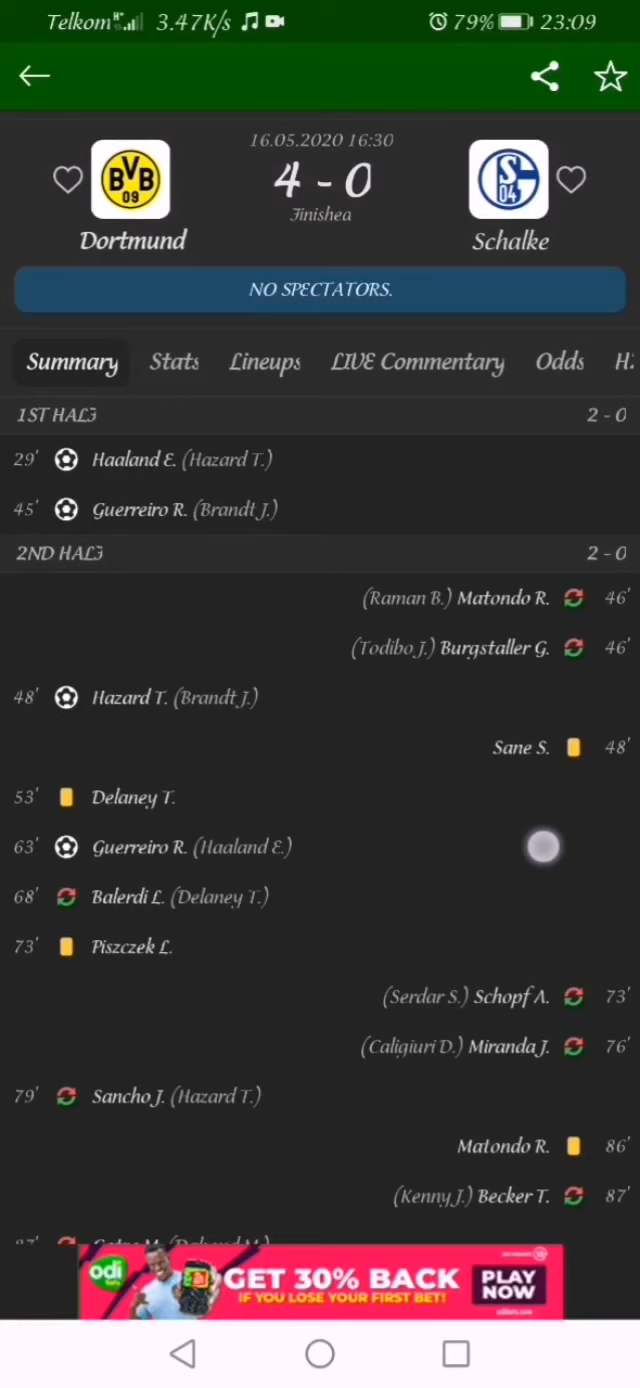 Telkom 3.47K/s 79% 23:09
16.05.2020 16:30
4 - 0
Finished
BVB 09
S 04
Dortmund Schalke
NO SPECTATORS.
Summary Stats Lineups LIVE Commentary Odds
1ST HALF 2 - 0
29' Haaland E. (Hazard T.)
45' Guerreiro R. (Brandt J.)
2ND HALF 2 - 0
(Raman B.) Matondo R. 46'
(Todibo J.) Burgstaller G. 46'
48' Hazard T. (Brandt J.)
Sane S. 48'
53' Delaney T.
63' Guerreiro R. (Haaland E.)
68' Balerdi L. (Delaney T.)
73' Piszczek L.
(Serdar S.) Schopf A. 73'
(Caligiuri D.) Miranda J. 76'
79' Sancho J. (Hazard T.)
Matondo R. 86'
(Kenny J.) Becker T. 87'
odi
GET 30% BACK
IF YOU LOSE YOUR FIRST BET!
PLAY NOW